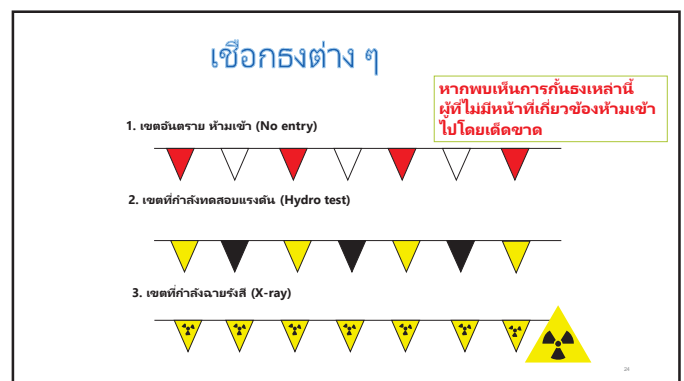 เชือกธงต่าง ๆ
หากพบเห็นการกั้นธงเหล่านี้
ผู้ที่ไม่มีหน้าที่เกี่ยวข้องห้ามเข้า
ไปโดยเด็ดขาด
1. เขตอันตราย ห้ามเข้า (No entry)
2. เขตที่กำลังทดสอบแรงดัน (Hydro test)
3. เขตที่กำลังฉายรังสี (X-ray)
24